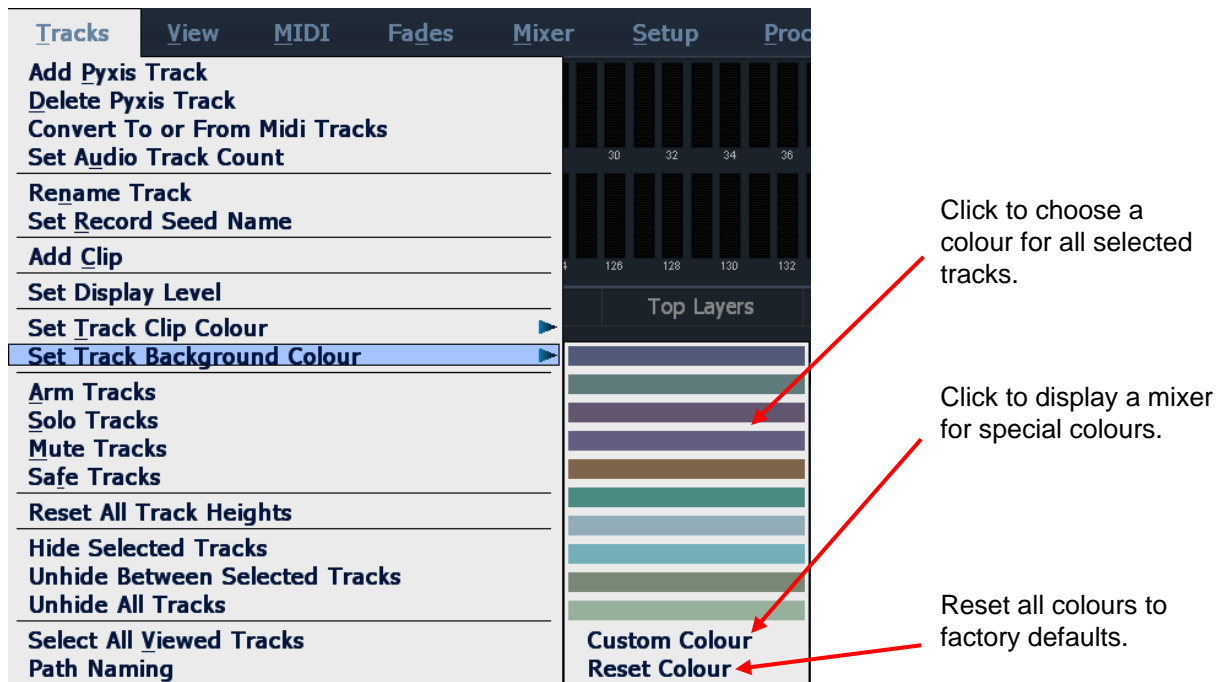 Tracks View MIDI Fades Mixer Setup Proc
Add Pyxis Track
Delete Pyxis Track
Convert To or From Midi Tracks
Set Audio Track Count
Rename Track
Set Record Seed Name
Add Clip
Set Display Level
Set Track Clip Colour
Set Track Background Colour
Arm Tracks
Solo Tracks
Mute Tracks
Safe Tracks
Reset All Track Heights
Hide Selected Tracks
Unhide Between Selected Tracks
Unhide All Tracks
Select All Viewed Tracks
Path Naming
30 32 34 36
4 126 128 130 132
Top Layers
Custom Colour
Reset Colour
Click to choose a
colour for all selected
tracks.
Click to display a mixer
for special colours.
Reset all colours to
factory defaults.